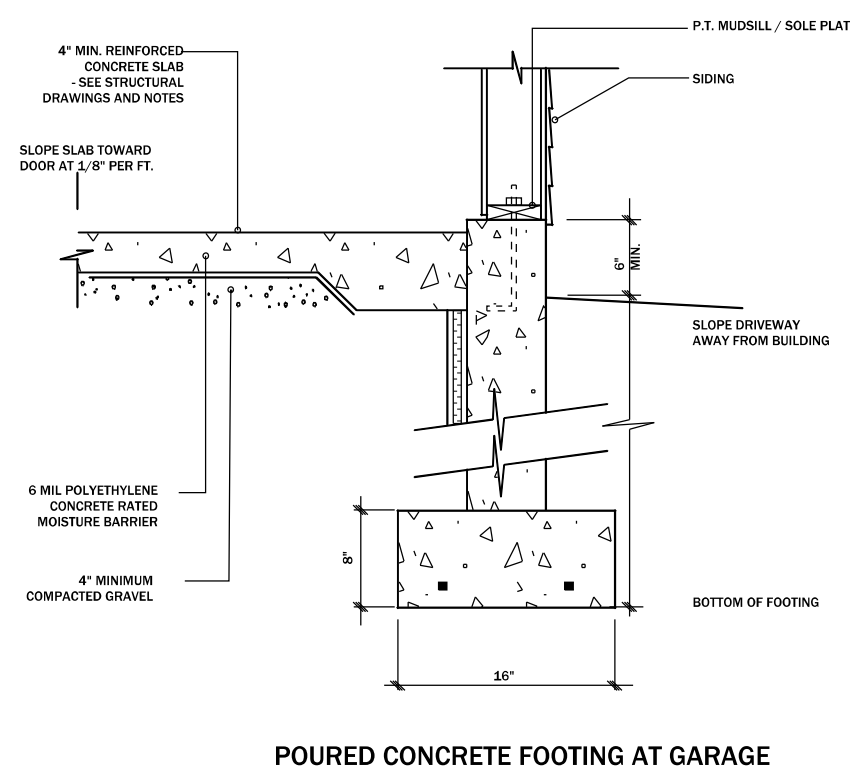 P.T. MUDSILL / SOLE PLAT
4" MIN. REINFORCED
CONCRETE SLAB
- SEE STRUCTURAL
DRAWINGS AND NOTES
SIDING
SLOPE SLAB TOWARD
DOOR AT 1/8" PER FT.
6"
MIN.
SLOPE DRIVEWAY
AWAY FROM BUILDING
6 MIL POLYETHYLENE
CONCRETE RATED
MOISTURE BARRIER
8"
4" MINIMUM
COMPACTED GRAVEL
BOTTOM OF FOOTING
16"
POURED CONCRETE FOOTING AT GARAGE